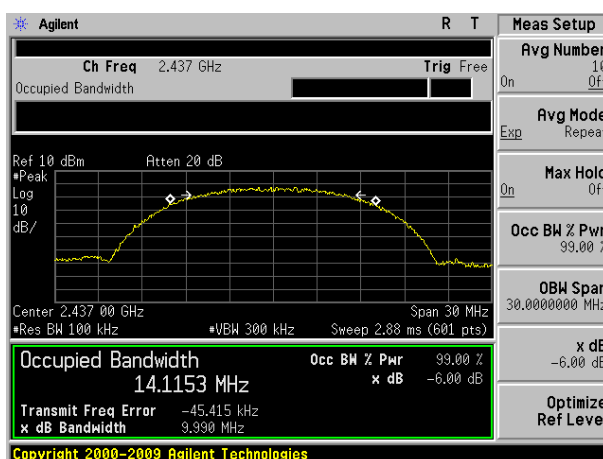 Agilent R T Meas Setup
Ch Freq 2.437 GHz Trig Free
Occupied Bandwidth
Ref 10 dBm Atten 20 dB
#Peak
Log
10
dB/
Center 2.437 00 GHz Span 30 MHz
#Res BW 100 kHz #VBW 300 kHz Sweep 2.88 ms (601 pts)
Occupied Bandwidth
14.1153 MHz
Occ BW % Pwr 99.00 %
x dB -6.00 dB
Transmit Freq Error -45.415 kHz
x dB Bandwidth 9.990 MHz
Copyright 2000-2009 Agilent Technologies
Avg Number
10
On Of
Avg Mode
Exp Repea
Max Hold
On Of
Occ BW % Pwr
99.00 %
OBW Span
30.0000000 MHz
x dB
-6.00 dB
Optimize
Ref Leve